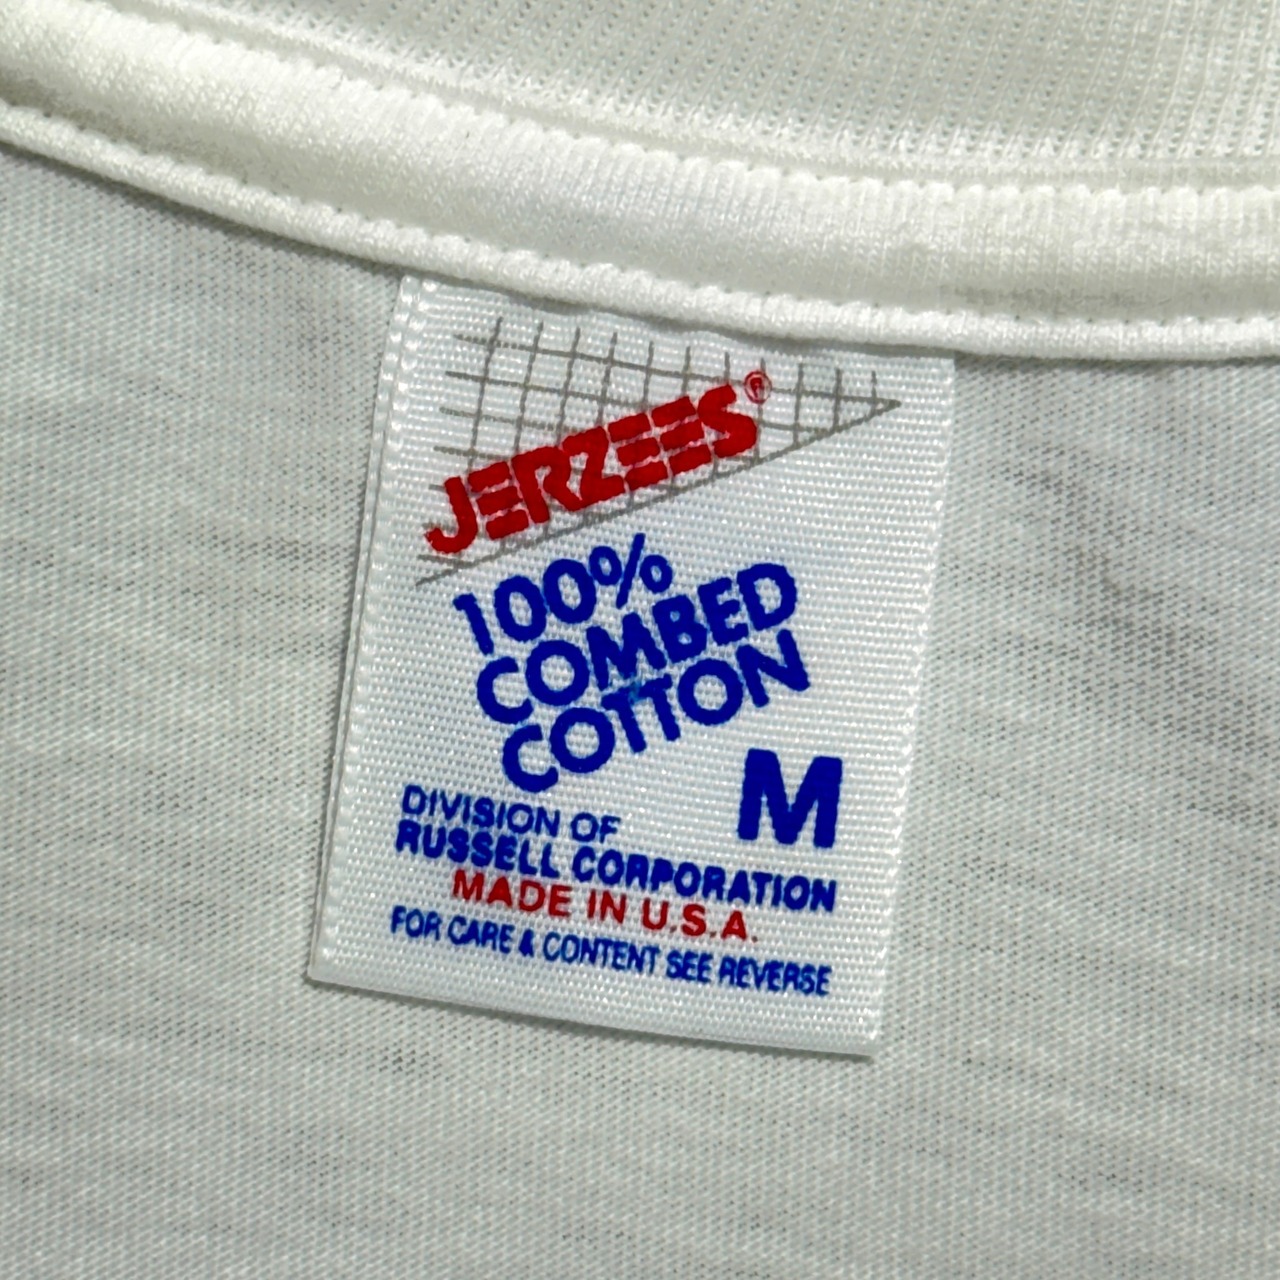 JERZEES®
100%
COMBED
COTTON
M
DIVISION OF
RUSSELL CORPORATION
MADE IN U.S.A.
FOR CARE & CONTENT SEE REVERSE